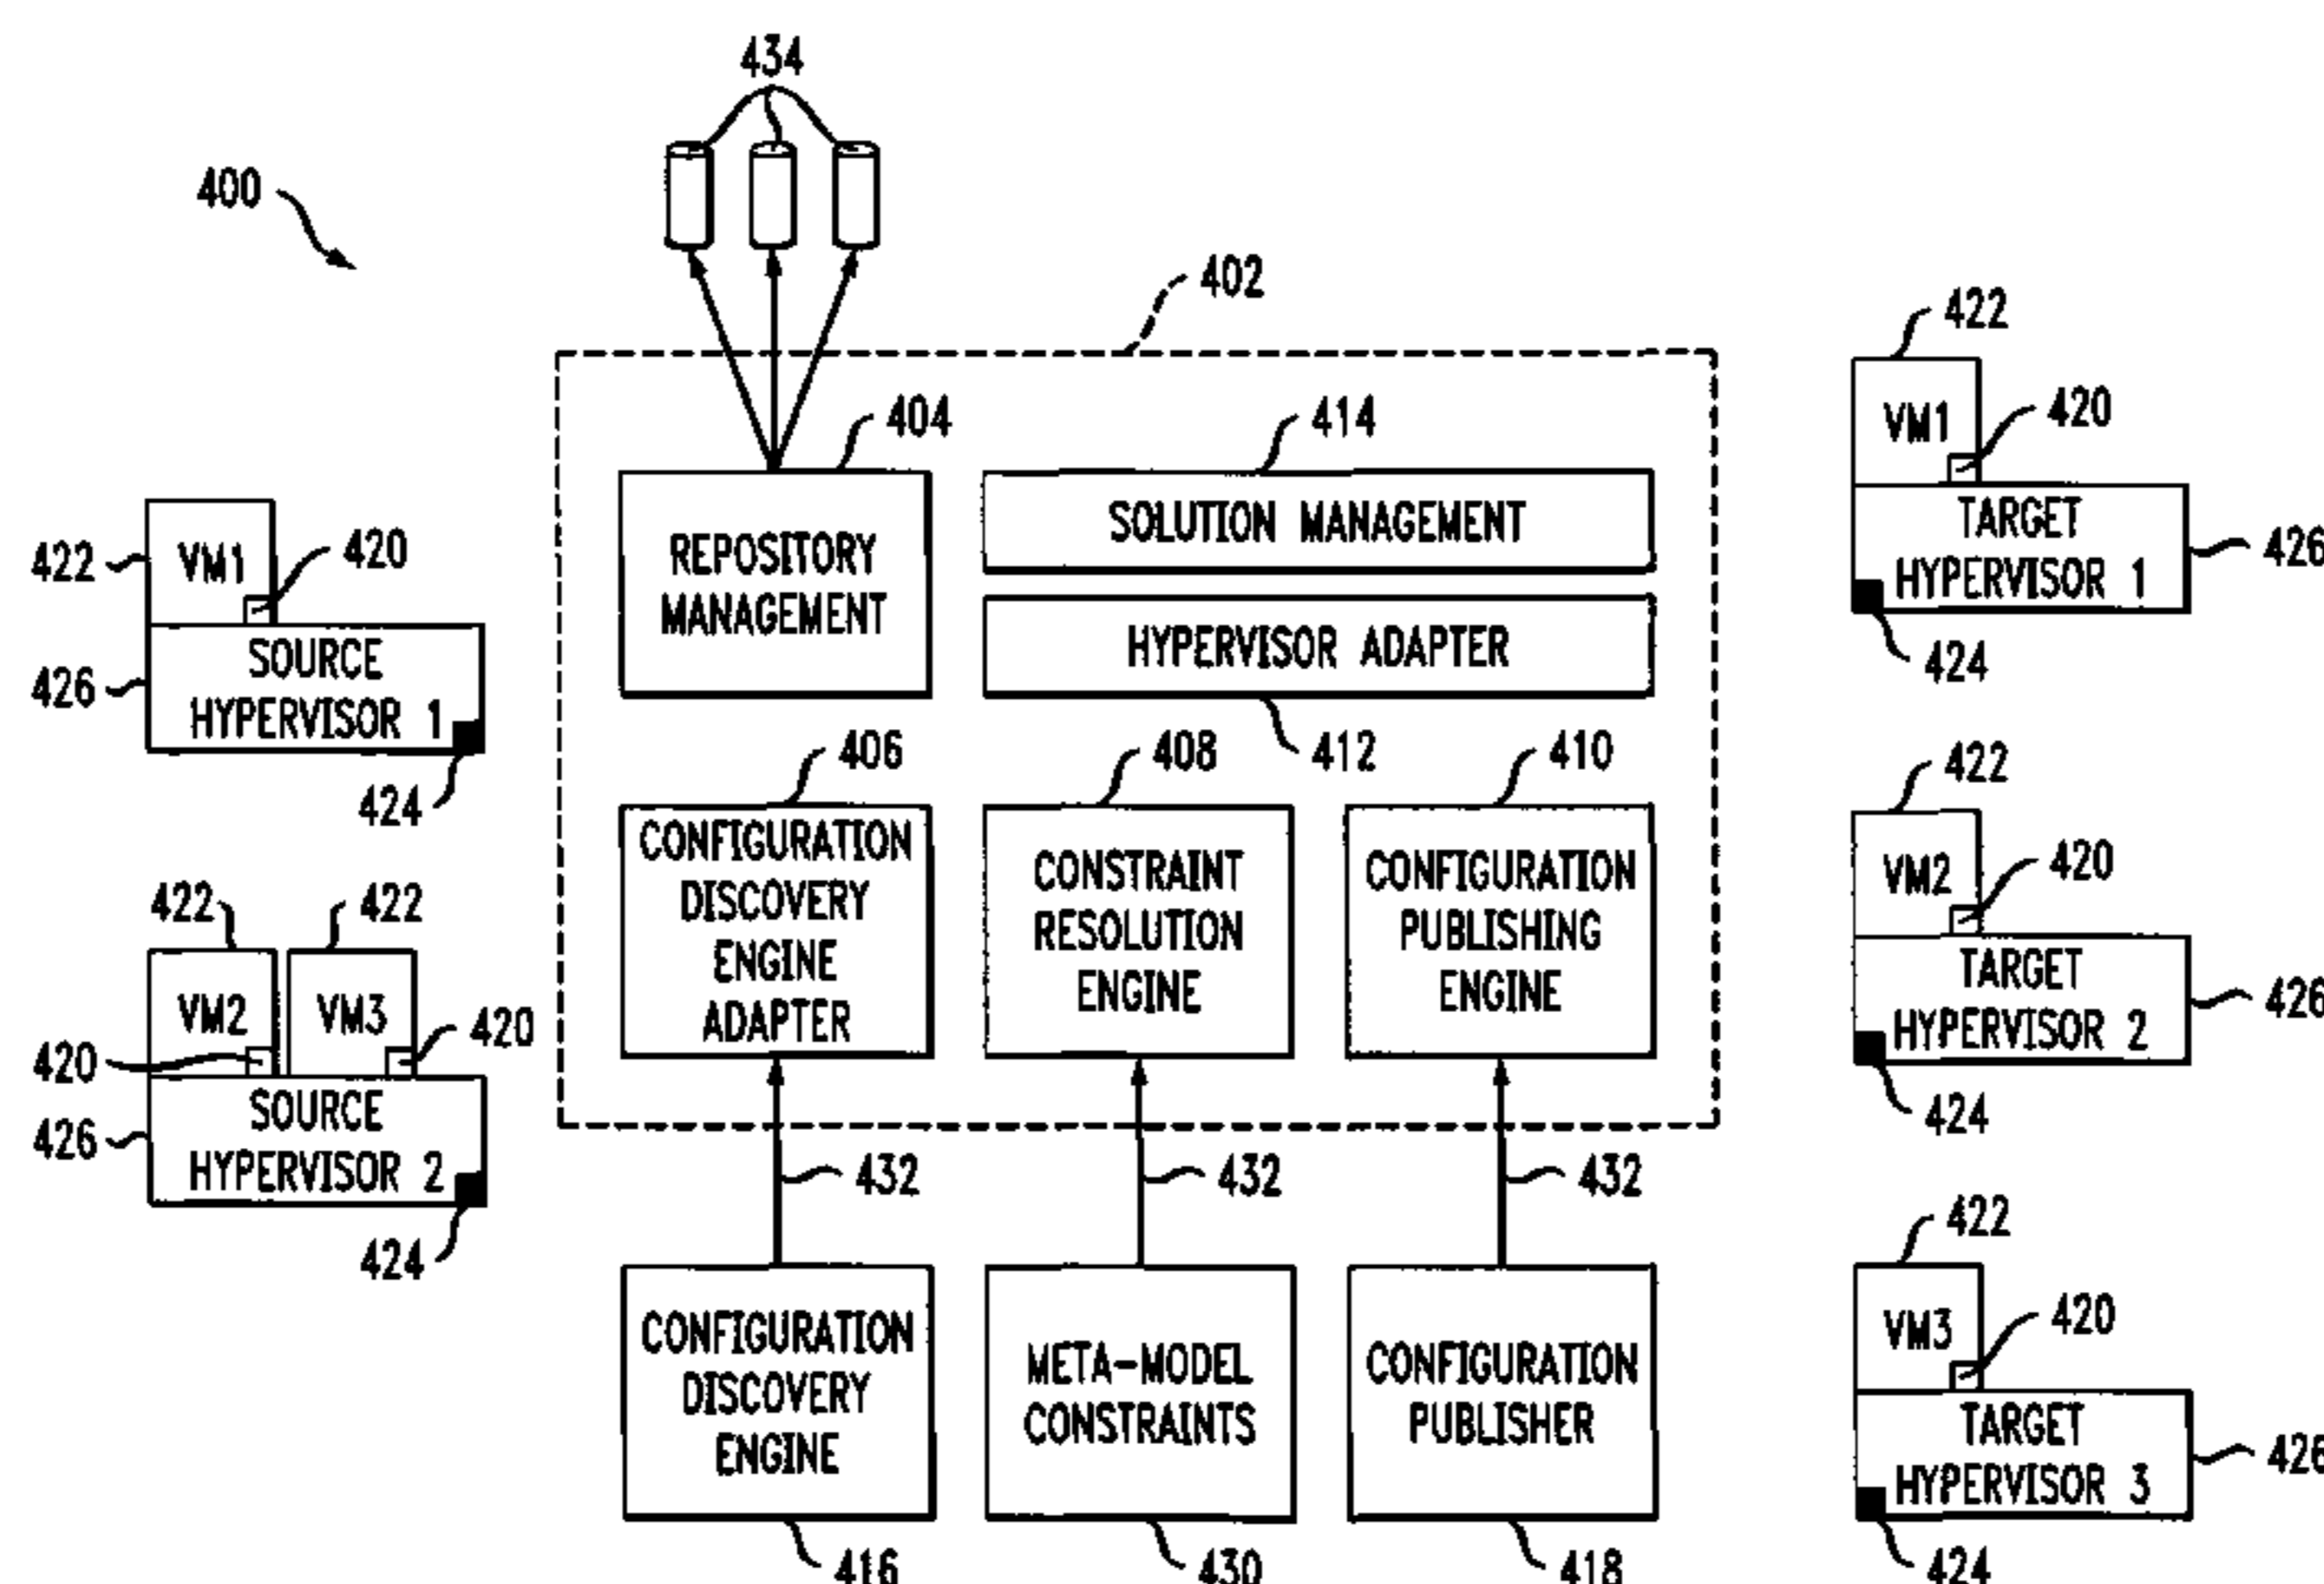 434
400
402
422
404
414
VM1
420
REPOSITORY
MANAGEMENT
SOLUTION MANAGEMENT
HYPERVISOR ADAPTER
412
TARGET
HYPERVISOR 1
426
424
422
VM1
420
426
SOURCE
HYPERVISOR 1
424
406
408
410
CONFIGURATION
DISCOVERY
ENGINE
ADAPTER
CONSTRAINT
RESOLUTION
ENGINE
CONFIGURATION
PUBLISHING
ENGINE
422
VM2
420
TARGET
HYPERVISOR 2
426
424
422
422
VM2
VM3
420
420
426
SOURCE
HYPERVISOR 2
424
432
432
432
CONFIGURATION
DISCOVERY
ENGINE
416
META-MODEL
CONSTRAINTS
430
CONFIGURATION
PUBLISHER
418
422
VM3
420
TARGET
HYPERVISOR 3
426
424